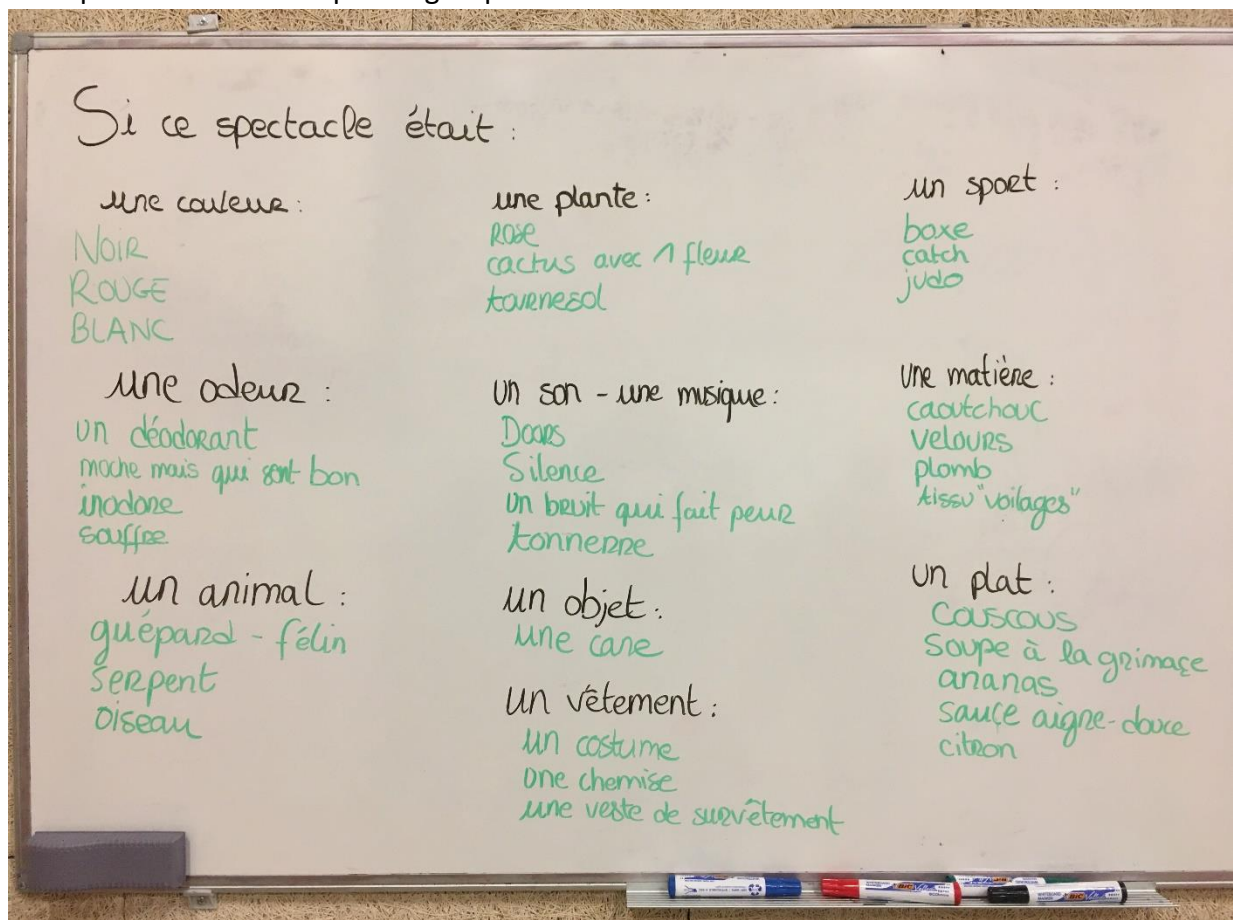 Si ce spectacle était :
une couleur :
NOIR
ROUGE
BLANC
une odeur :
un déodorant
moche mais qui sent bon
inodore
souffre
un animal :
guépard - félin
serpent
oiseau
une plante :
ROSE
cactus avec 1 fleur
tournesol
un son - une musique :
Doors
Silence
un bruit qui fait peur
tonnerre
un objet :
une cane
un vêtement :
un costume
une chemise
une veste de survêtement
un sport :
boxe
catch
judo
une matière :
caoutchouc
velours
plomb
tissu "voilages"
un plat :
couscous
soupe à la grimaçe
ananas
sauçe aigre-douce
citron
BIC
BIC